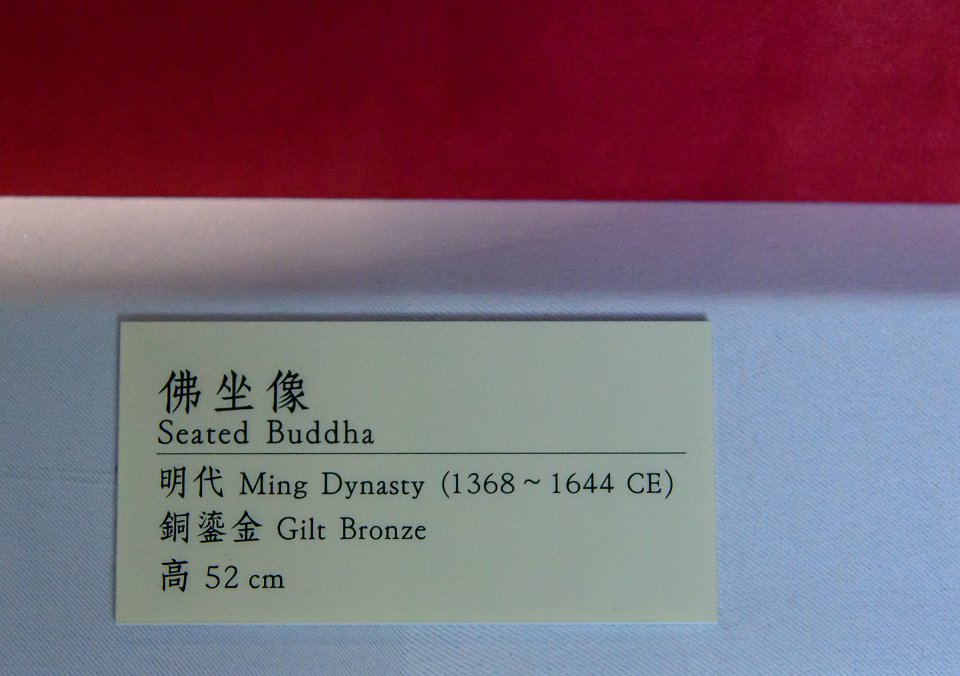 佛坐像
Seated Buddha
明代 Ming Dynasty (1368~1644 CE)
銅鎏金 Gilt Bronze
高 52 cm